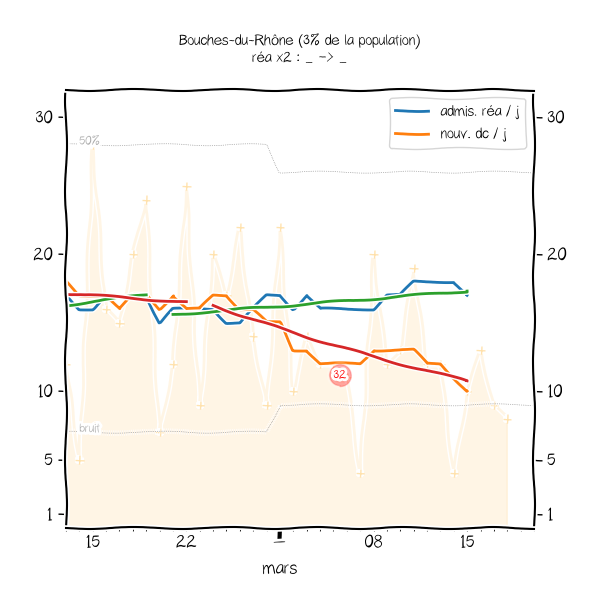 Bouches-du-Rhône (3% de la population)
réa x2 : _ -> _
admis. réa / j
nouv. dc / j
30
30
50%
20
20
32
10
10
bruit
5
5
1
1
15
22
08
15
mars